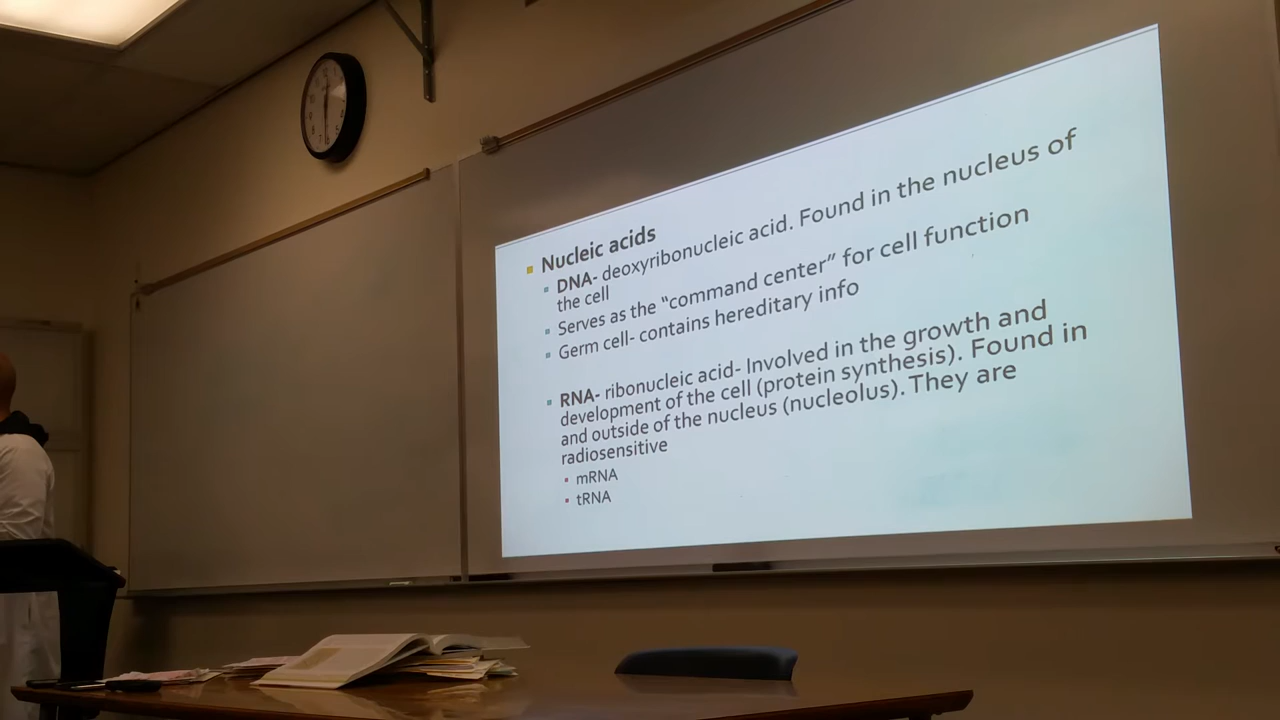 Nucleic acids
DNA- deoxyribonucleic acid. Found in the nucleus of
the cell
Serves as the “command center” for cell function
Germ cell- contains hereditary info
RNA- ribonucleic acid- Involved in the growth and
development of the cell (protein synthesis). Found in
and outside of the nucleus (nucleolus). They are
radiosensitive
mRNA
tRNA